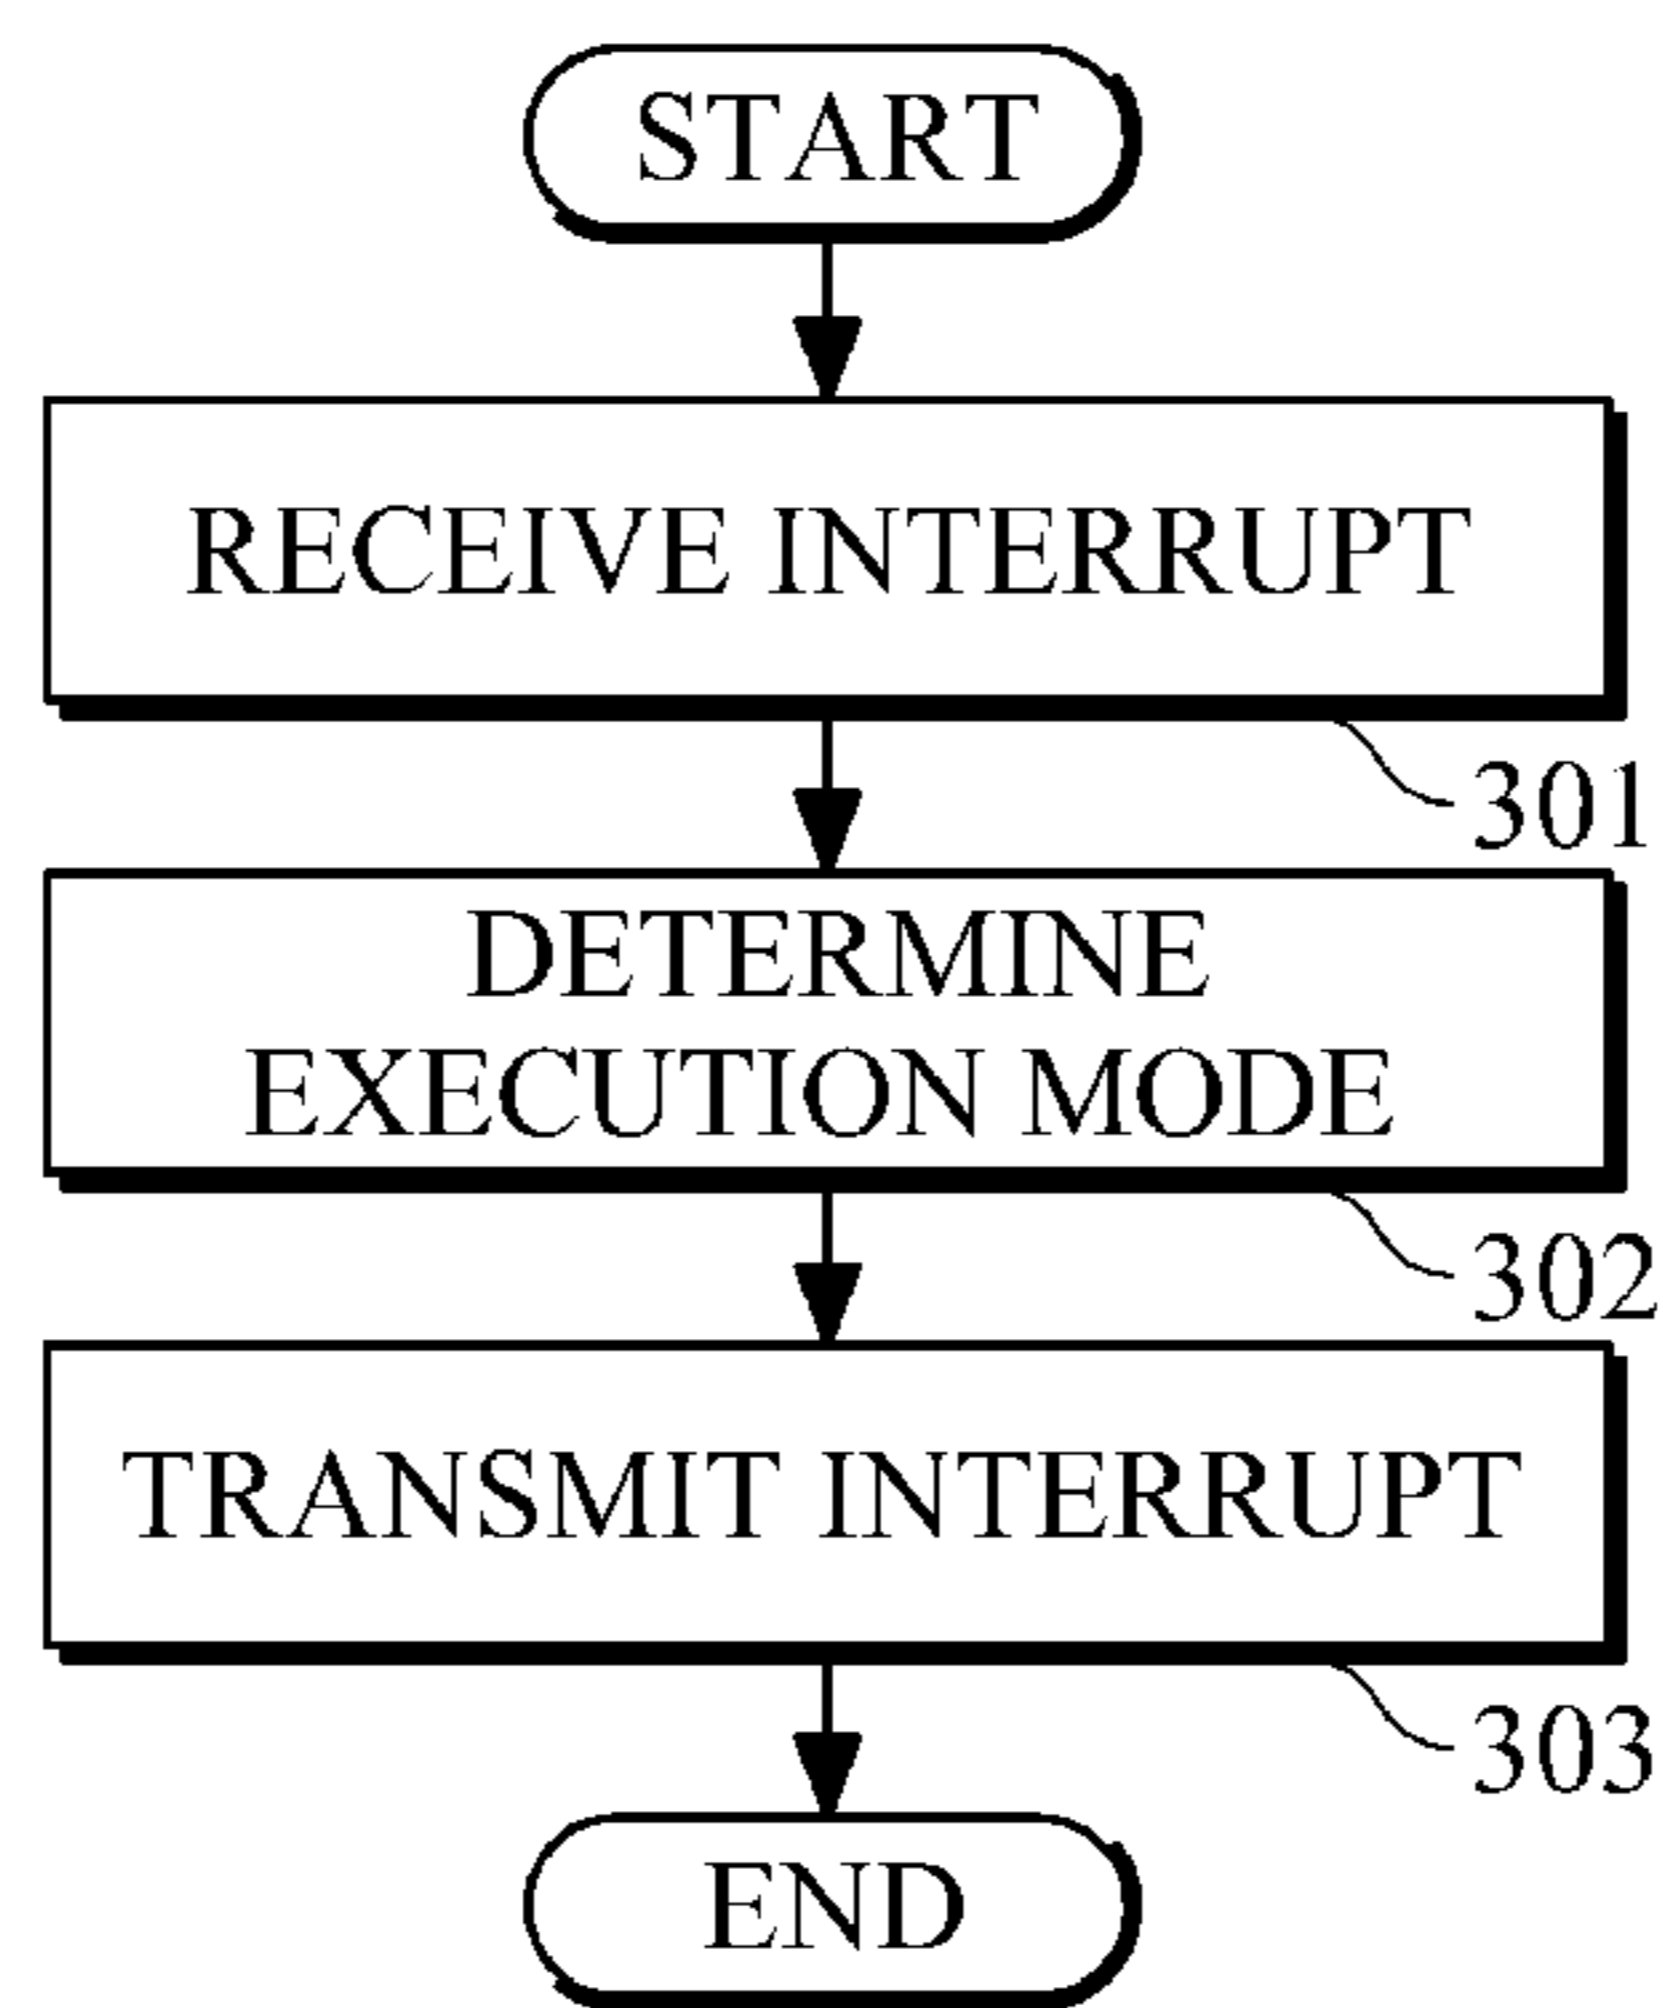 START
RECEIVE INTERRUPT
301
DETERMINE
EXECUTION MODE
302
TRANSMIT INTERRUPT
303
END